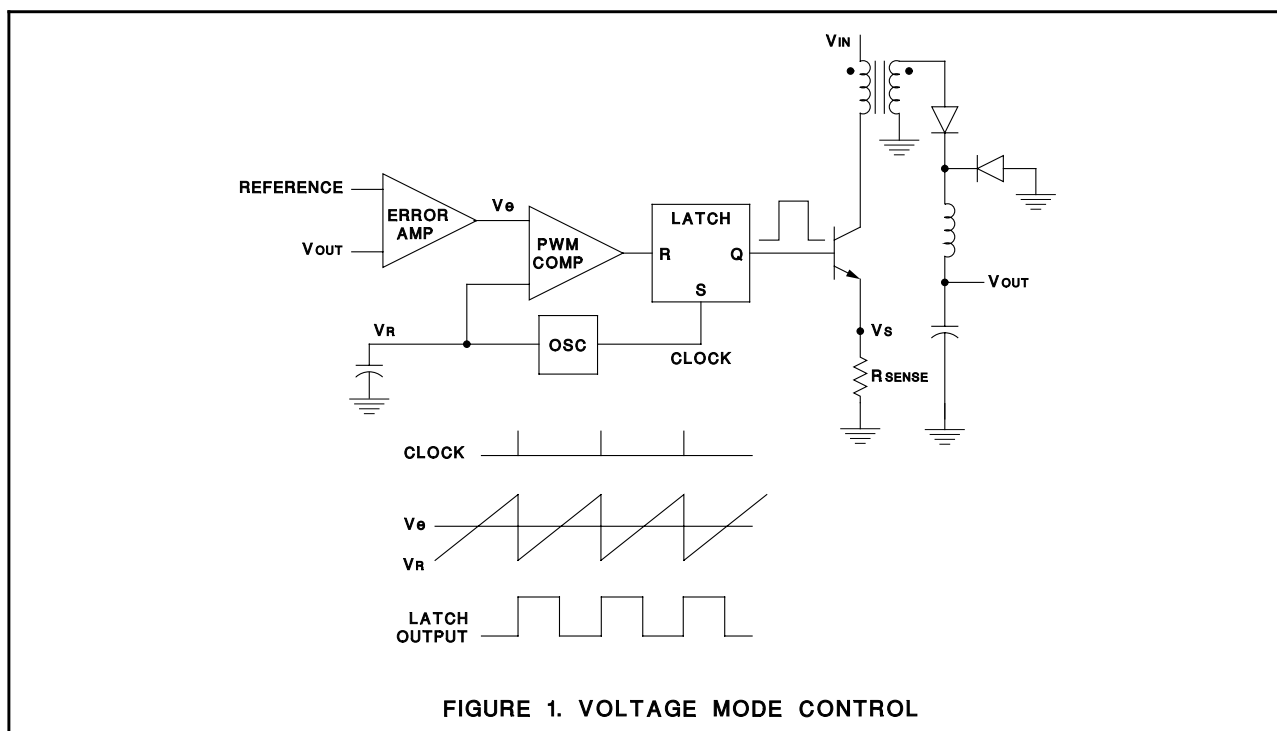 VIN
REFERENCE
ERROR
AMP
VOUT
Ve
PWM
COMP
LATCH
R
Q
S
VOUT
VR
OSC
CLOCK
VS
RSENSE
CLOCK
Ve
VR
LATCH
OUTPUT
FIGURE 1. VOLTAGE MODE CONTROL